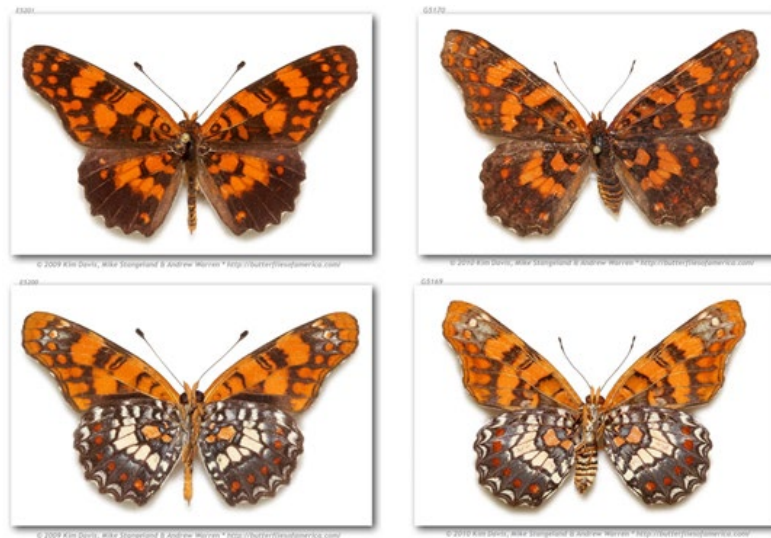 E5201
G5170
© 2009 Kim Davis, Mike Stangeland & Andrew Warren * http://butterfliesofamerica.com/
© 2010 Kim Davis, Mike Stangeland & Andrew Warren * http://butterfliesofamerica.com/
E5200
G5169
© 2009 Kim Davis, Mike Stangeland & Andrew Warren * http://butterfliesofamerica.com/
© 2010 Kim Davis, Mike Stangeland & Andrew Warren * http://butterfliesofamerica.com/